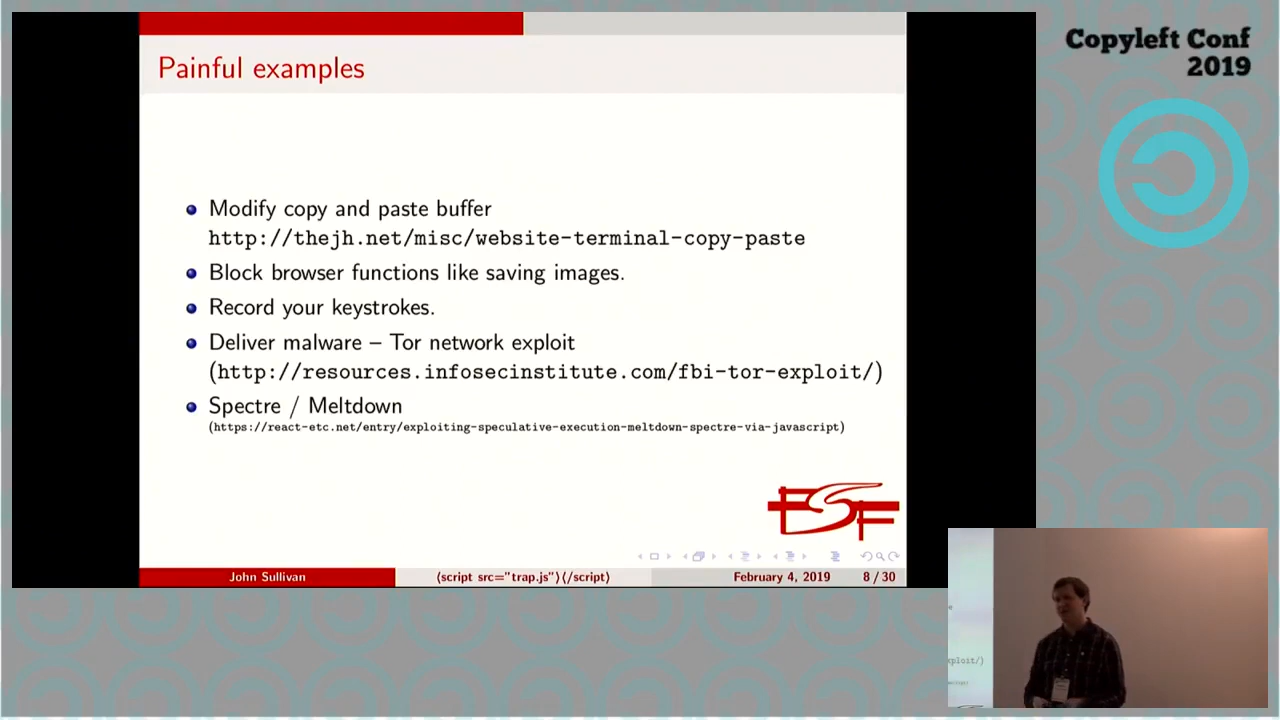 Copyleft Conf
2019
Painful examples
Modify copy and paste buffer
http://thejh.net/misc/website-terminal-copy-paste
Block browser functions like saving images.
Record your keystrokes.
Deliver malware – Tor network exploit
(http://resources.infosecinstitute.com/fbi-tor-exploit/)
Spectre / Meltdown
(https://react-etc.net/entry/exploiting-speculative-execution-meltdown-spectre-via-javascript)
FSF
John Sullivan
⟨script src="trap.js"⟩⟨/script⟩
February 4, 2019
8 / 30
xploit/)